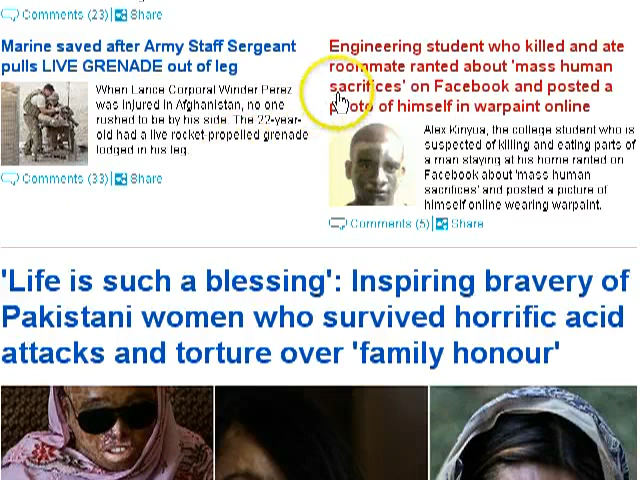 Comments (23) Share
Marine saved after Army Staff Sergeant
pulls LIVE GRENADE out of leg
When Lance Corporal Winder Perez
was injured in Afghanistan, no one
rushed to be by his side. The 22-year-
old had a live rocket-propelled grenade
lodged in his leg.
Comments (33) Share
Engineering student who killed and ate
roommate ranted about 'mass human
sacrifices' on Facebook and posted a
photo of himself in warpaint online
Alex Kinyua, the college student who is
suspected of killing and eating parts of
a man staying at his home ranted on
Facebook about 'mass human
sacrifices' and posted a picture of
himself online wearing warpaint.
Comments (5) Share
'Life is such a blessing': Inspiring bravery of
Pakistani women who survived horrific acid
attacks and torture over 'family honour'